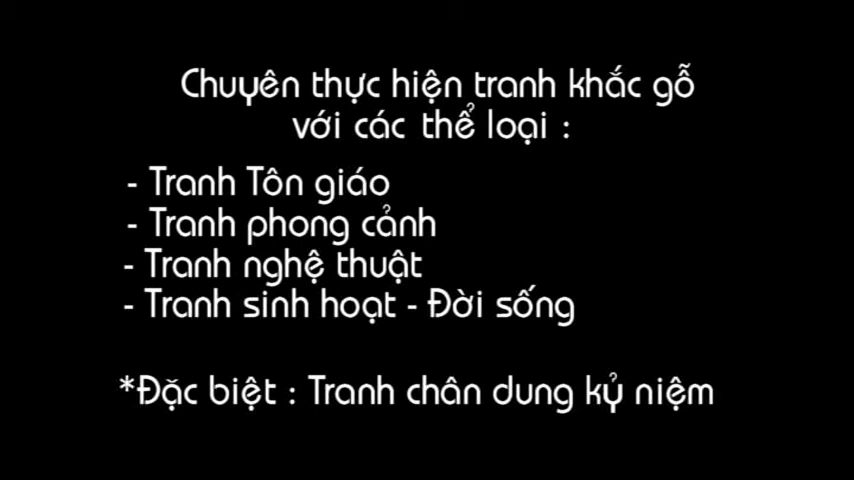 Chuyên thực hiện tranh khắc gỗ
với các thể loại :
- Tranh Tôn giáo
- Tranh phong cảnh
- Tranh nghệ thuật
- Tranh sinh hoạt - Đời sống
*Đặc biệt : Tranh chân dung kỷ niệm